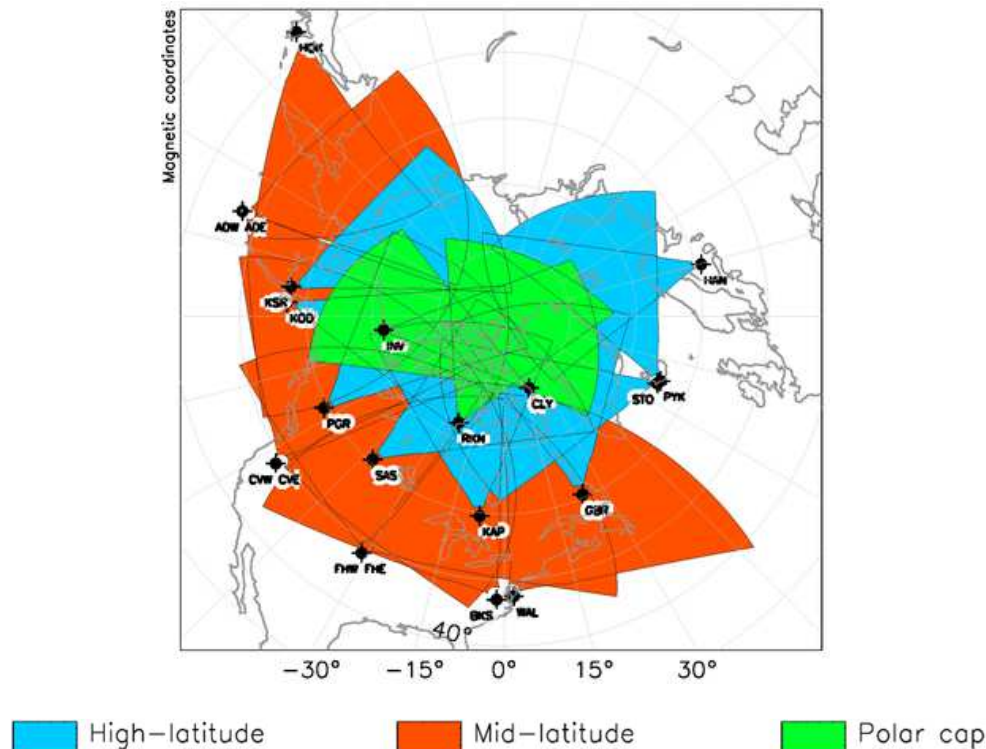 Magnetic coordinates
HOK
ADW ADE
HAN
KSR
KOD
INV
STO PYK
CLY
PGR
RKN
SAS
CVW CVE
GBR
KAP
FHW FHE
BKS WAL
40°
-30° -15° 0° 15° 30°
High-latitude Mid-latitude Polar cap